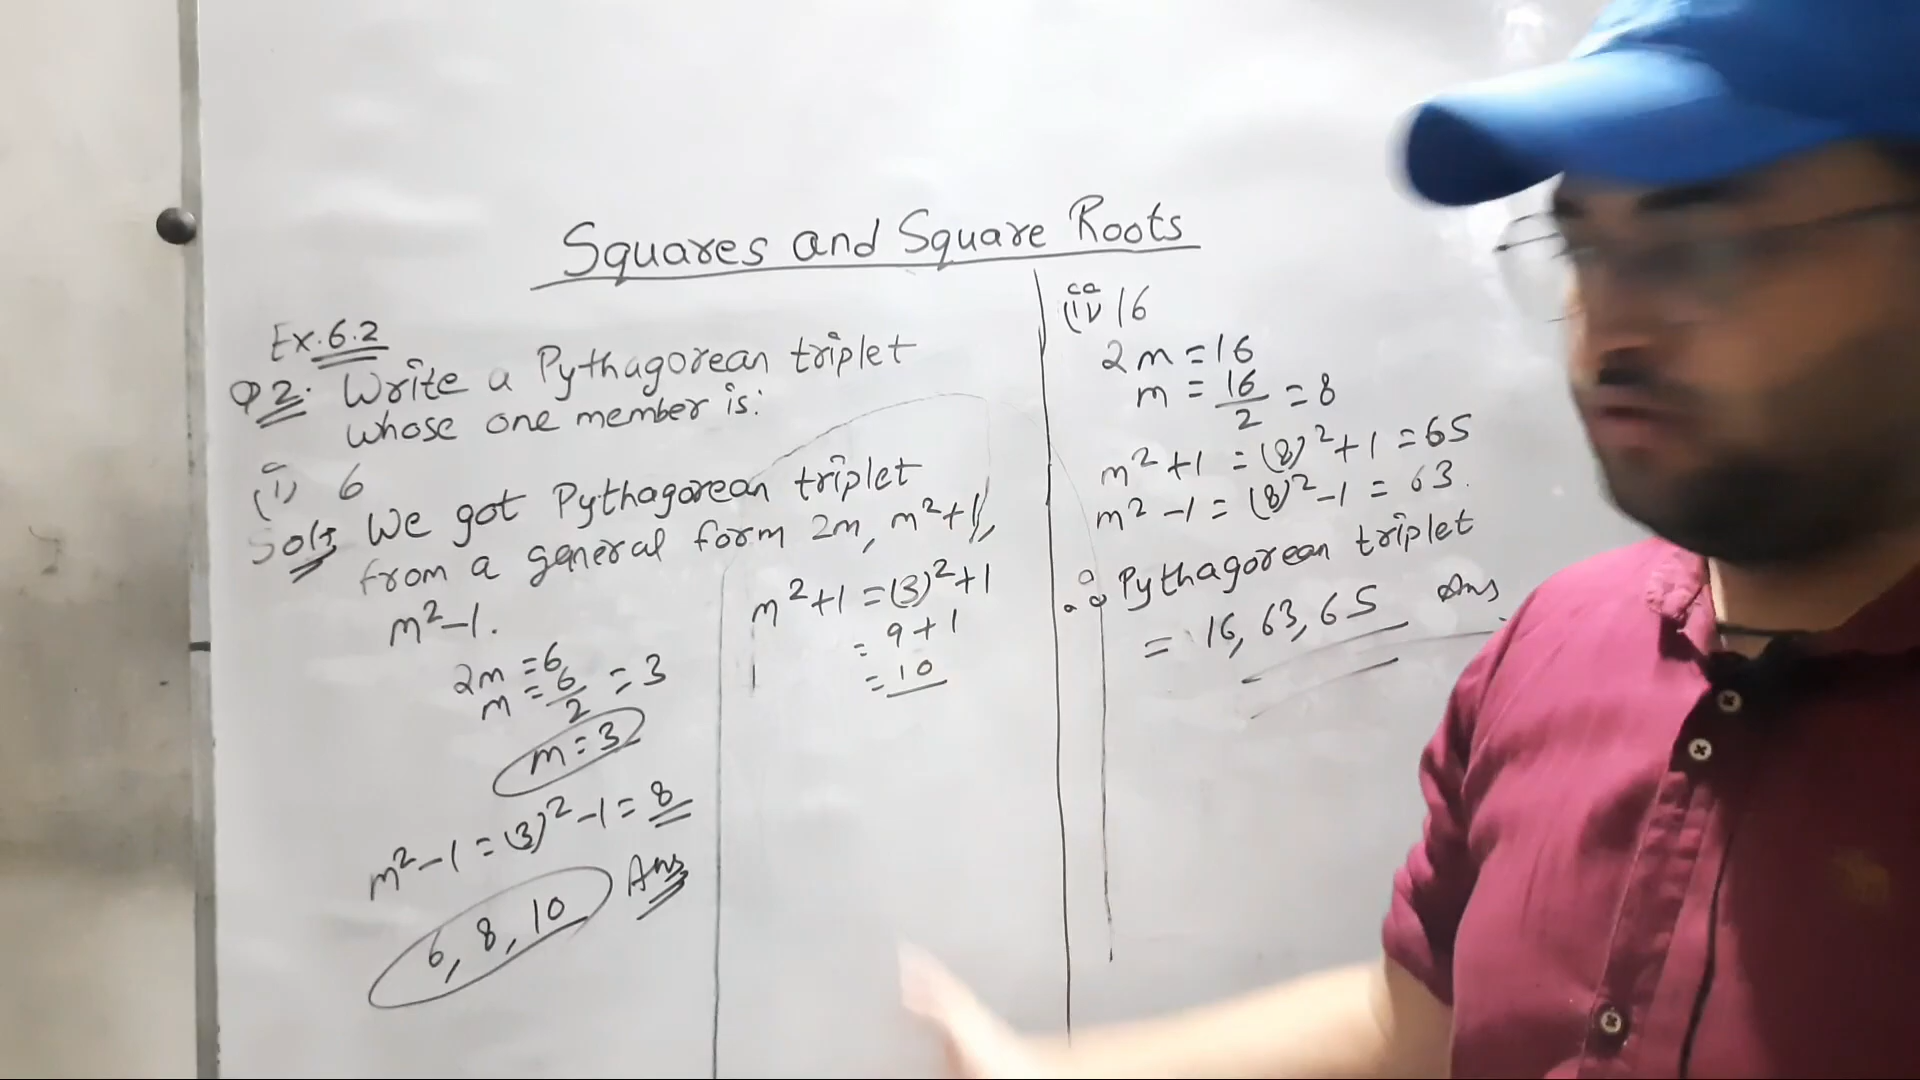 Squares and Square Roots
Ex. 6.2
Q2. Write a Pythagorean triplet
whose one member is:
(i) 6
Sol: We got Pythagorean triplet
from a general form 2m, m²+1,
m²-1.
2m = 6
m = 6/2 = 3
m = 3
m²-1 = (3)²-1 = 8
6, 8, 10 Ans
m²+1 = (3)²+1
= 9+1
= 10
(iv) 16
2m = 16
m = 16/2 = 8
m²+1 = (8)²+1 = 65
m²-1 = (8)²-1 = 63.
∴ Pythagorean triplet
= 16, 63, 65 Ans